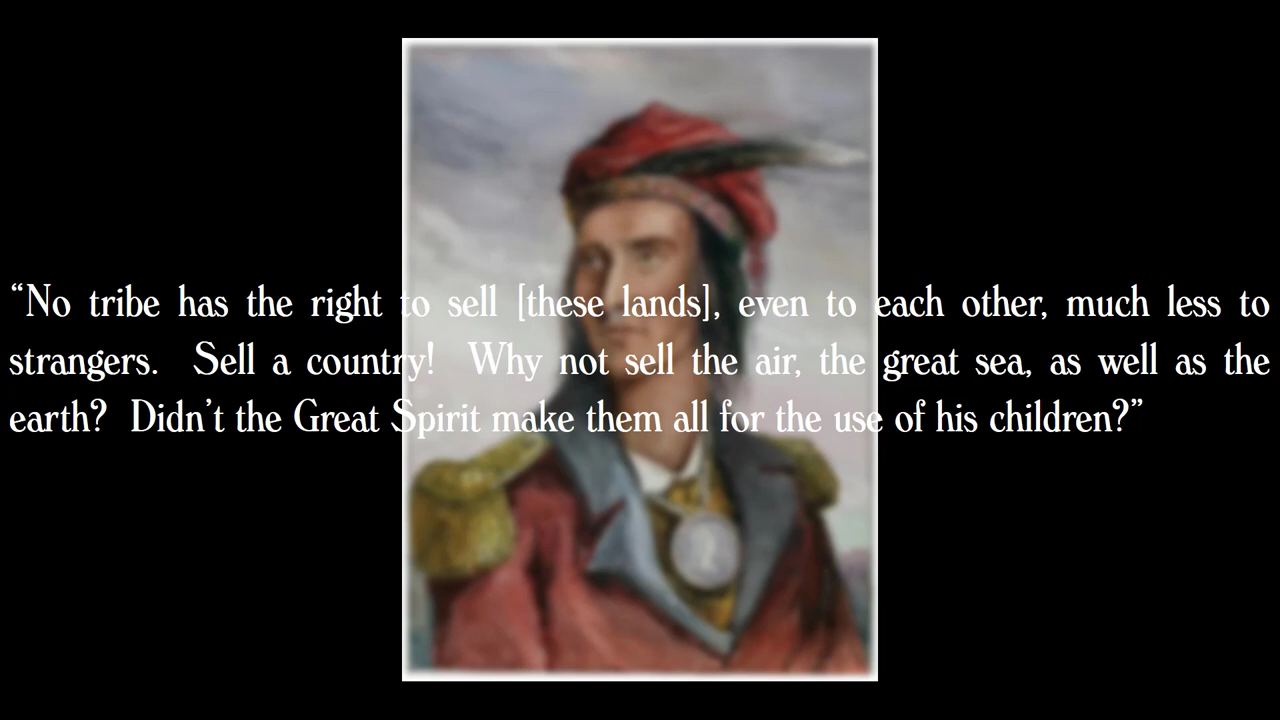 “No tribe has the right to sell [these lands], even to each other, much less to
strangers.  Sell a country!  Why not sell the air, the great sea, as well as the
earth?  Didn’t the Great Spirit make them all for the use of his children?”